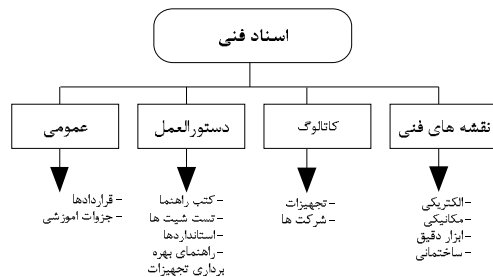 اسناد فنی
نقشه های فنی
کاتالوگ
دستورالعمل
عمومی
- الکتریکی
- مکانیکی
- ابزار دقیق
- ساختمانی
- تجهیزات
- شرکت ها
- کتب راهنما
- تست شیت ها
- استانداردها
- راهنمای بهره
برداری تجهیزات
- قراردادها
- جزوات اموزشی